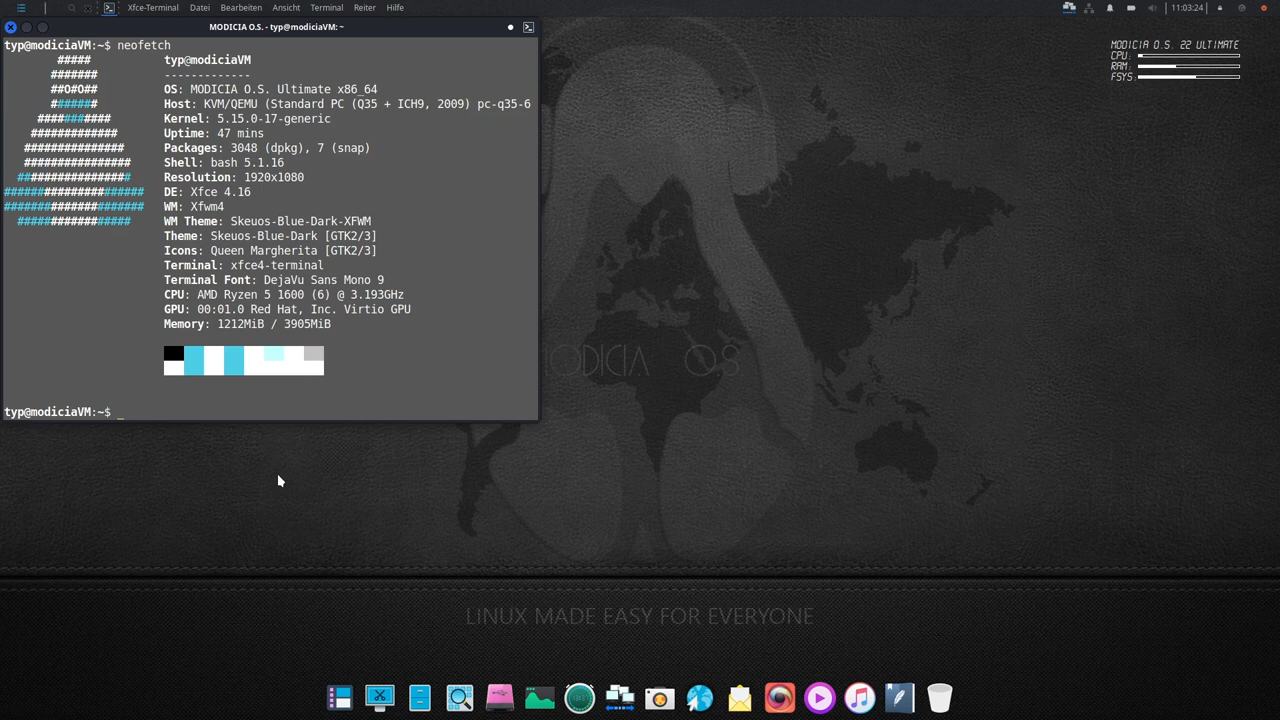 Xfce-Terminal Datei Bearbeiten Ansicht Terminal Reiter Hilfe 11:03:24
MODICIA O.S. - typ@modiciaVM: ~
typ@modiciaVM:~$ neofetch
##### typ@modiciaVM
####### -------------
##O#O## OS: MODICIA O.S. Ultimate x86_64
####### Host: KVM/QEMU (Standard PC (Q35 + ICH9, 2009) pc-q35-6
########### Kernel: 5.15.0-17-generic
############# Uptime: 47 mins
############### Packages: 3048 (dpkg), 7 (snap)
################ Shell: bash 5.1.16
################# Resolution: 1920x1080
##################### DE: Xfce 4.16
##################### WM: Xfwm4
################# WM Theme: Skeuos-Blue-Dark-XFWM
Theme: Skeuos-Blue-Dark [GTK2/3]
Icons: Queen Margherita [GTK2/3]
Terminal: xfce4-terminal
Terminal Font: DejaVu Sans Mono 9
CPU: AMD Ryzen 5 1600 (6) @ 3.193GHz
GPU: 00:01.0 Red Hat, Inc. Virtio GPU
Memory: 1212MiB / 3905MiB
typ@modiciaVM:~$ _
MODICIA O.S. 22 ULTIMATE
CPU:
RAM:
FSYS:
MODICIA OS
LINUX MADE EASY FOR EVERYONE